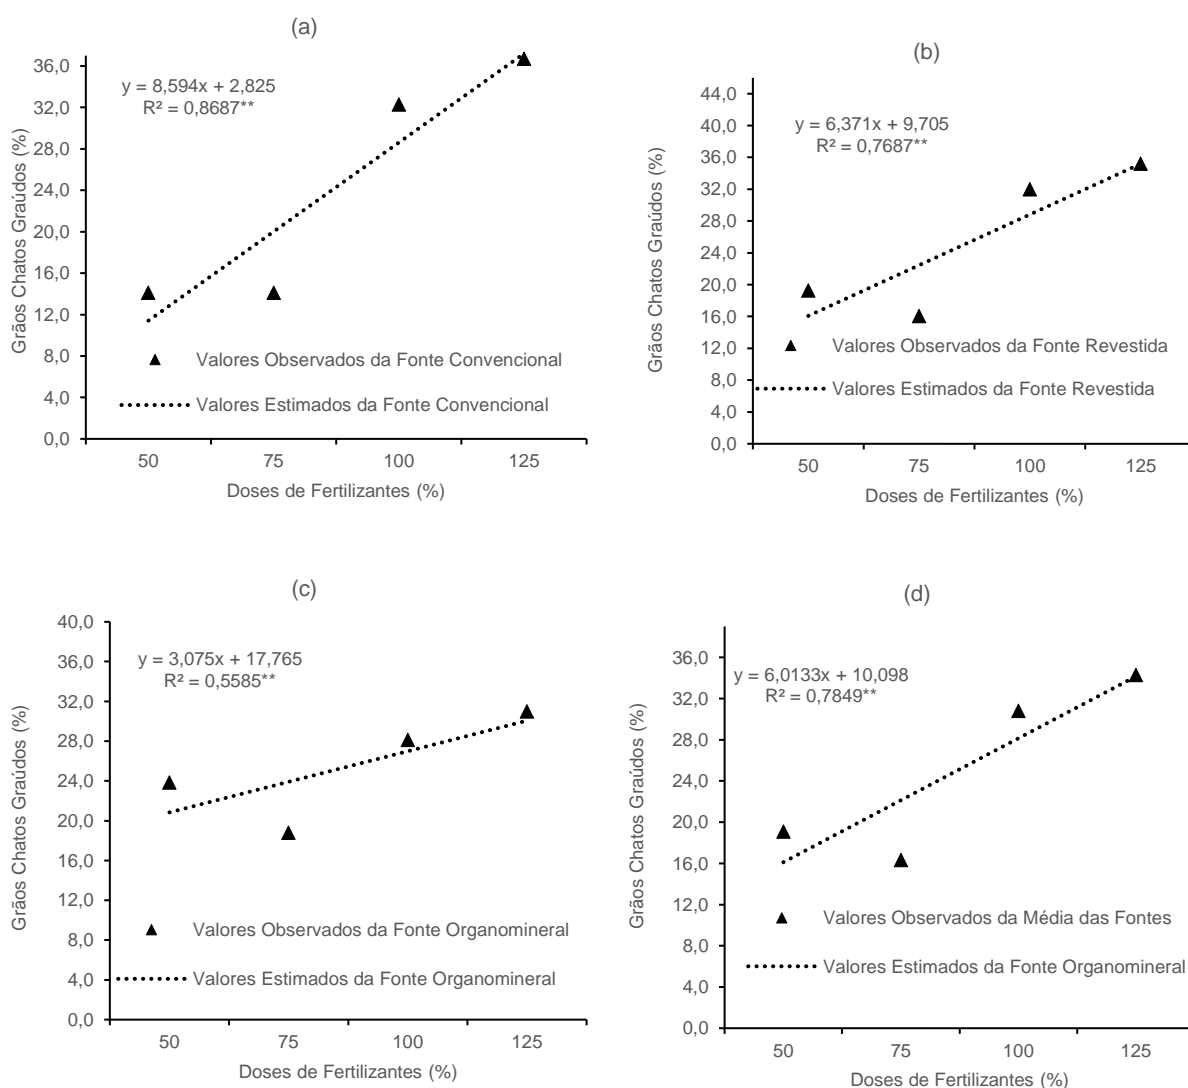 (a)
36,0
32,0
28,0
24,0
20,0
16,0
12,0
8,0
4,0
0,0
Grãos Chatos Graúdos (%)
y = 8,594x + 2,825
R² = 0,8687**
Valores Observados da Fonte Convencional
Valores Estimados da Fonte Convencional
50 75 100 125
Doses de Fertilizantes (%)
(b)
44,0
40,0
36,0
32,0
28,0
24,0
20,0
16,0
12,0
8,0
4,0
0,0
Grãos Chatos Graúdos (%)
y = 6,371x + 9,705
R² = 0,7687**
Valores Observados da Fonte Revestida
Valores Estimados da Fonte Revestida
50 75 100 125
Doses de Fertilizantes (%)
(c)
40,0
36,0
32,0
28,0
24,0
20,0
16,0
12,0
8,0
4,0
0,0
Grãos Chatos Graúdos (%)
y = 3,075x + 17,765
R² = 0,5585**
Valores Observados da Fonte Organomineral
Valores Estimados da Fonte Organomineral
50 75 100 125
Doses de Fertilizantes (%)
(d)
36,0
32,0
28,0
24,0
20,0
16,0
12,0
8,0
4,0
0,0
Grãos Chatos Graúdos (%)
y = 6,0133x + 10,098
R² = 0,7849**
Valores Observados da Média das Fontes
Valores Estimados da Fonte Organomineral
50 75 100 125
Doses de Fertilizantes (%)